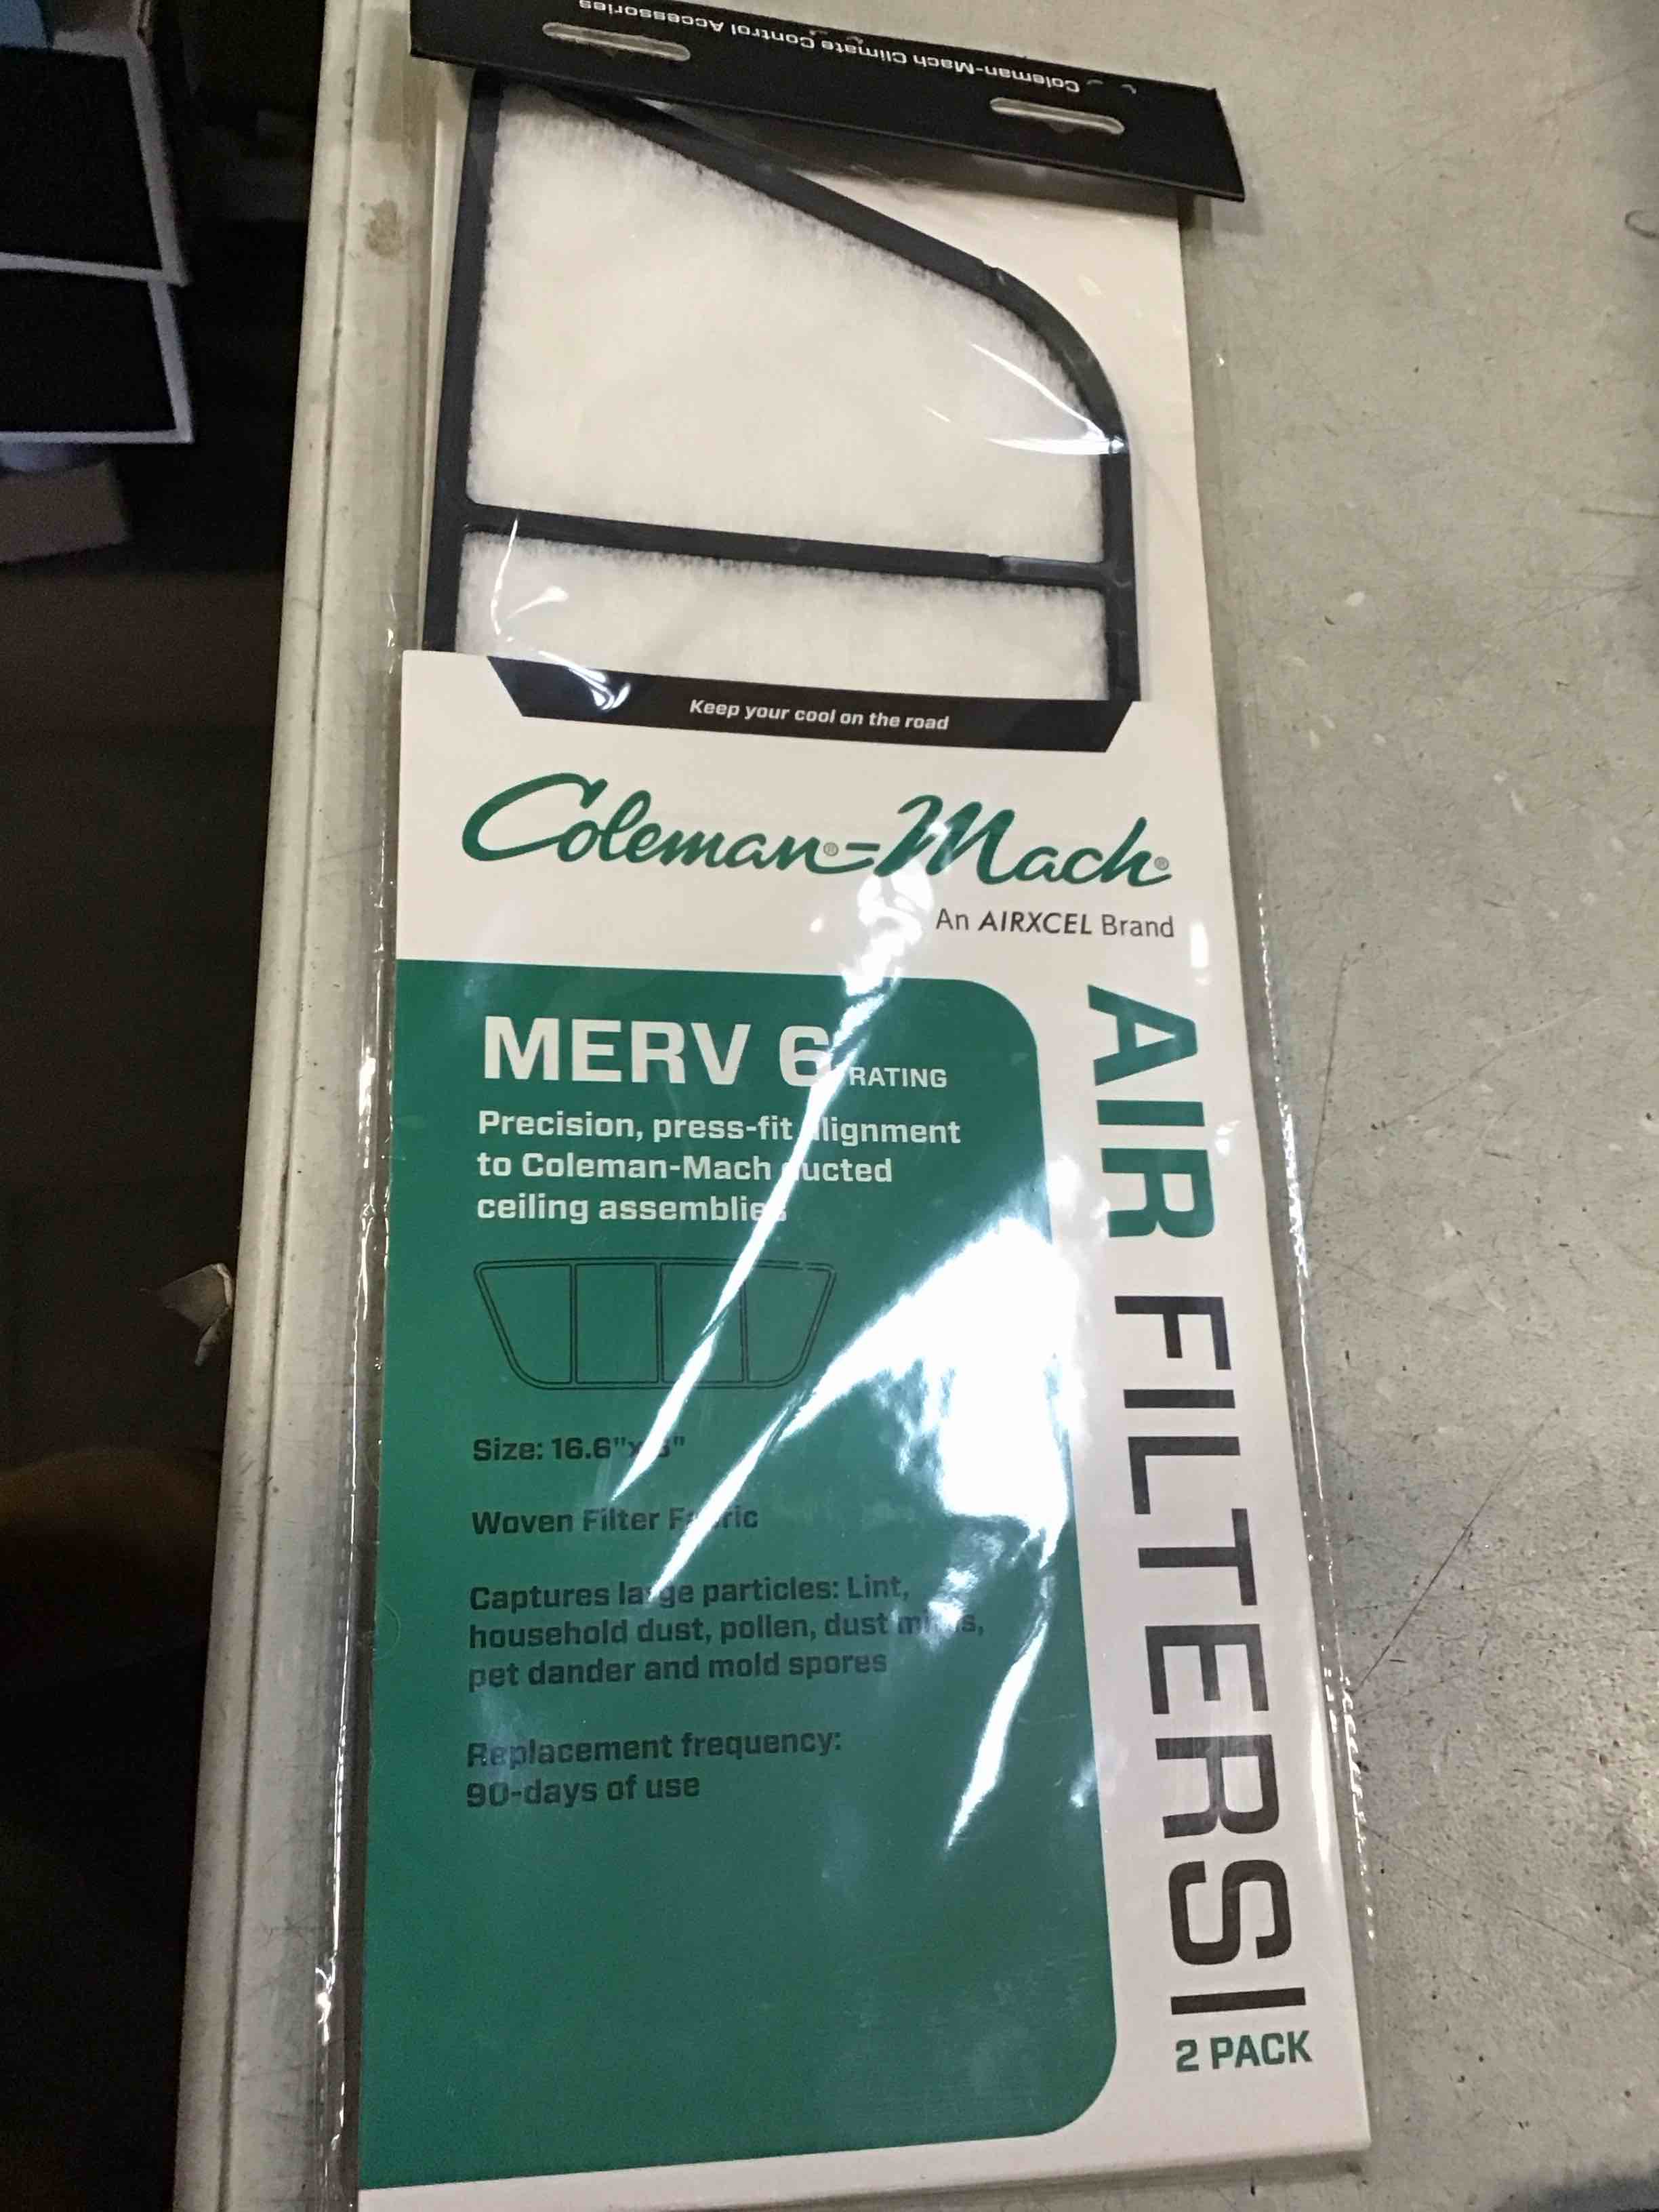 Coleman-Mach Climate Control Accessories
Keep your cool on the road
Coleman®-Mach®
An AIRXCEL Brand
MERV 6 RATING
Precision, press-fit alignment
to Coleman-Mach ducted
ceiling assemblies
Size: 16.6"x
Woven Filter Fabric
Captures large particles: Lint,
household dust, pollen, dust mites,
pet dander and mold spores
Replacement frequency:
90-days of use
AIR FILTERS
2 PACK